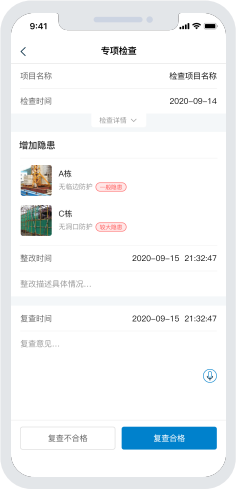 9:41
专项检查
项目名称 检查项目名称
检查时间 2020-09-14
检查详情
增加隐患
A栋
无临边防护 一般隐患
C栋
无洞口防护 较大隐患
整改时间 2020-09-15 21:32:47
整改描述具体情况...
复查时间 2020-09-15 21:32:47
复查意见...
复查不合格 复查合格